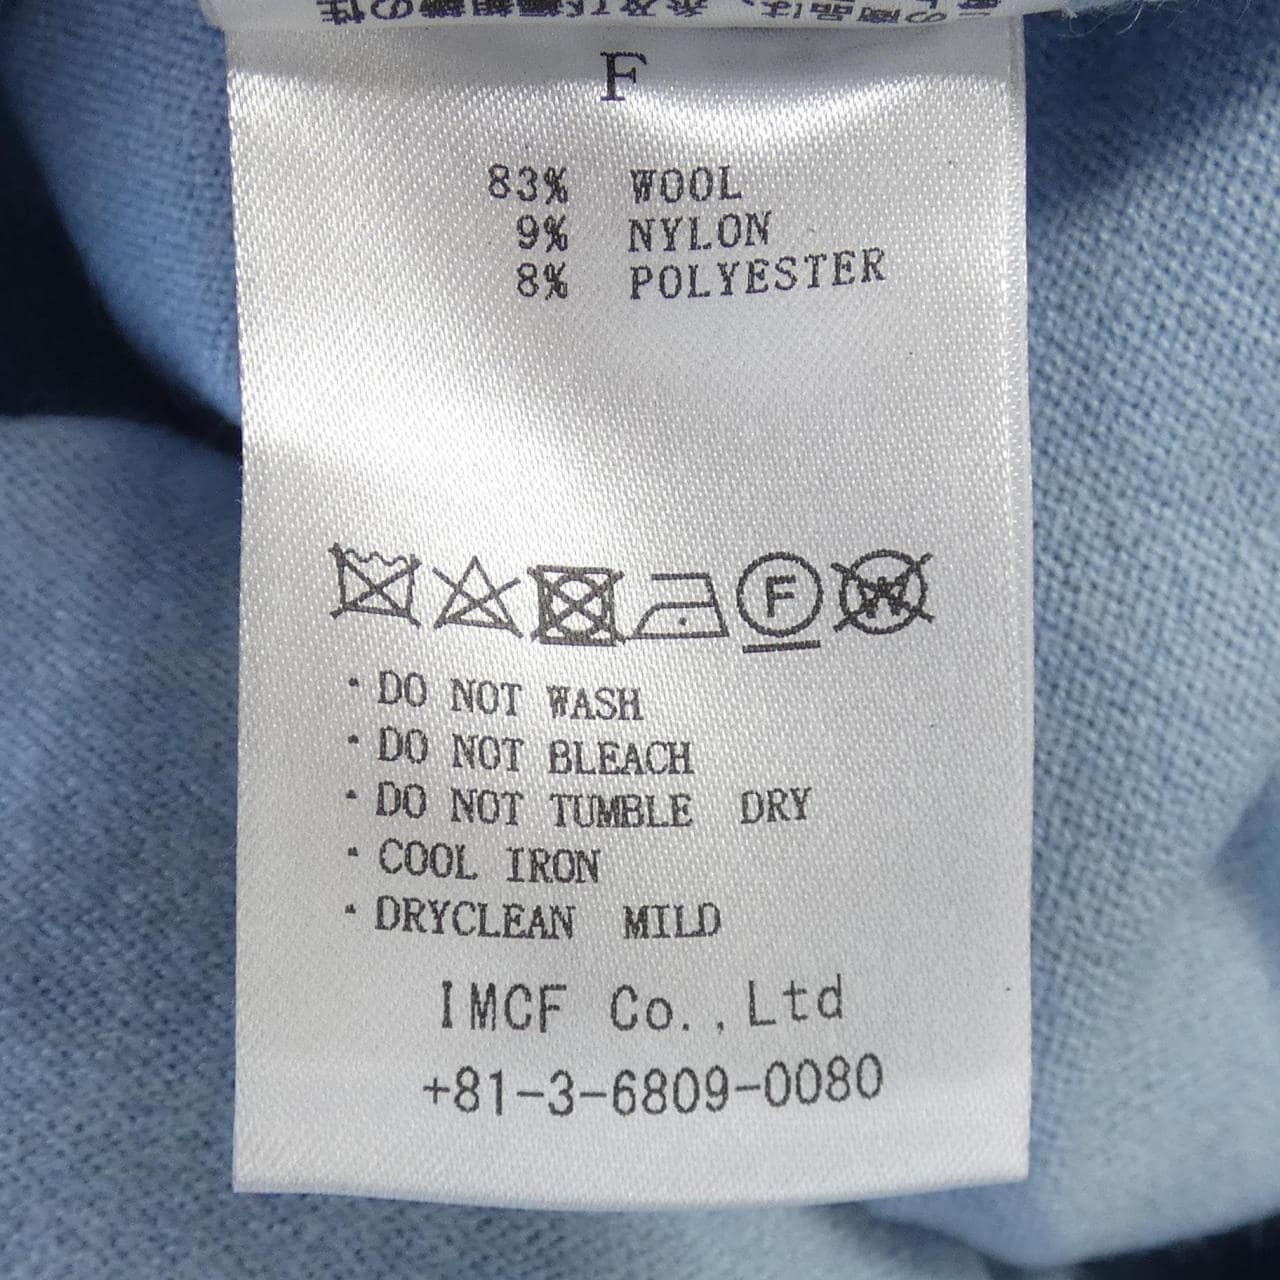 F
83% WOOL
9% NYLON
8% POLYESTER
F W
・DO NOT WASH
・DO NOT BLEACH
・DO NOT TUMBLE DRY
・COOL IRON
・DRYCLEAN MILD
IMCF Co.,Ltd
+81-3-6809-0080